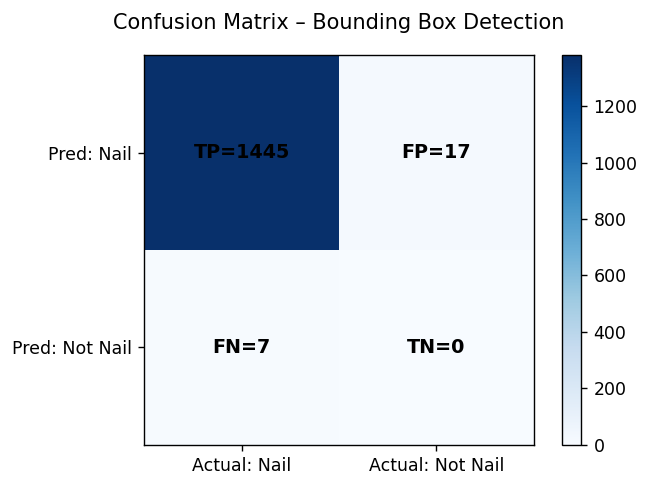 Confusion Matrix – Bounding Box Detection
Pred: Nail
TP=1445
FP=17
Pred: Not Nail
FN=7
TN=0
Actual: Nail
Actual: Not Nail
1200
1000
800
600
400
200
0